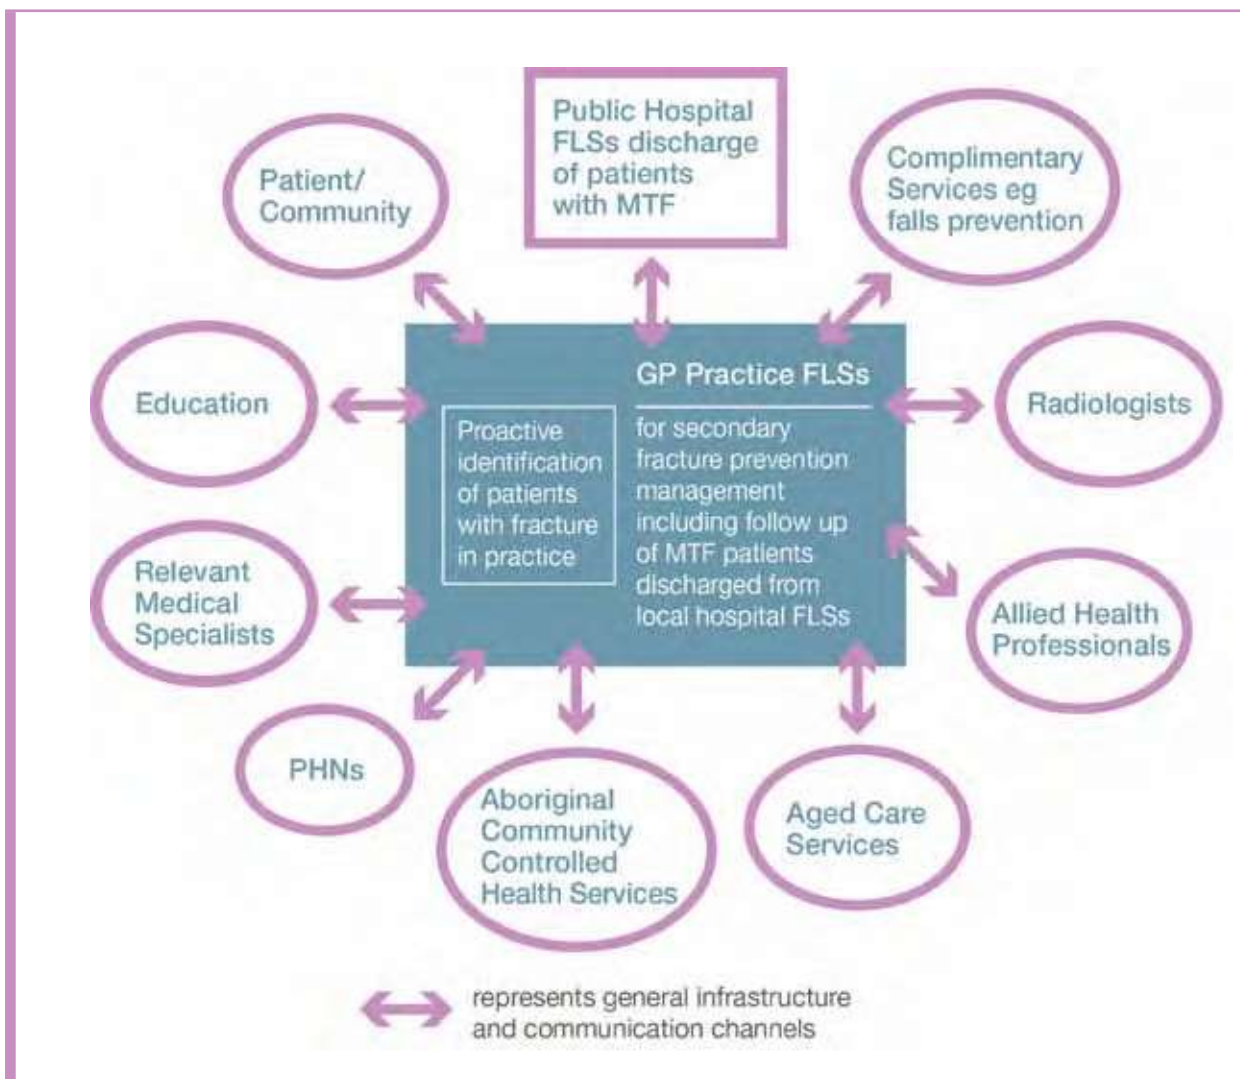 Public Hospital
FLSs discharge
of patients
with MTF
Patient/
Community
Complimentary
Services eg
falls prevention
Education
Radiologists
GP Practice FLSs
Proactive
identification
of patients
with fracture
in practice
for secondary
fracture prevention
management
including follow up
of MTF patients
discharged from
local hospital FLSs
Relevant
Medical
Specialists
Allied Health
Professionals
PHNs
Aboriginal
Community
Controlled
Health Services
Aged Care
Services
represents general infrastructure
and communication channels